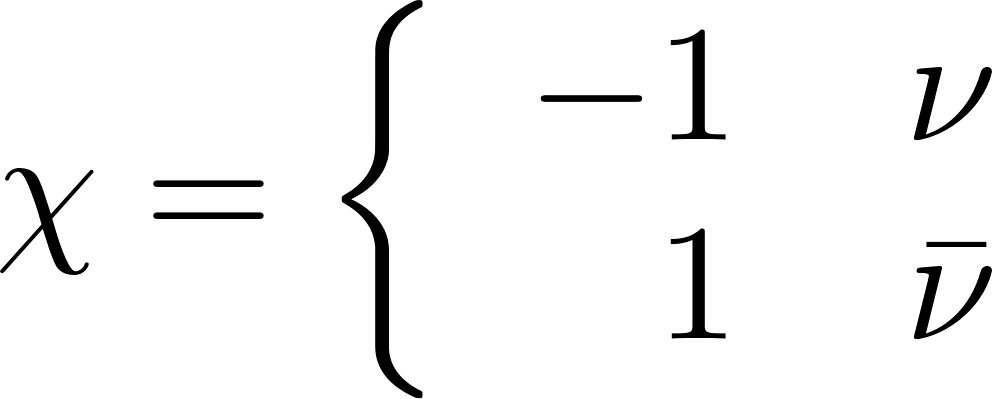 χ = {
−1 ν
1 ν̄